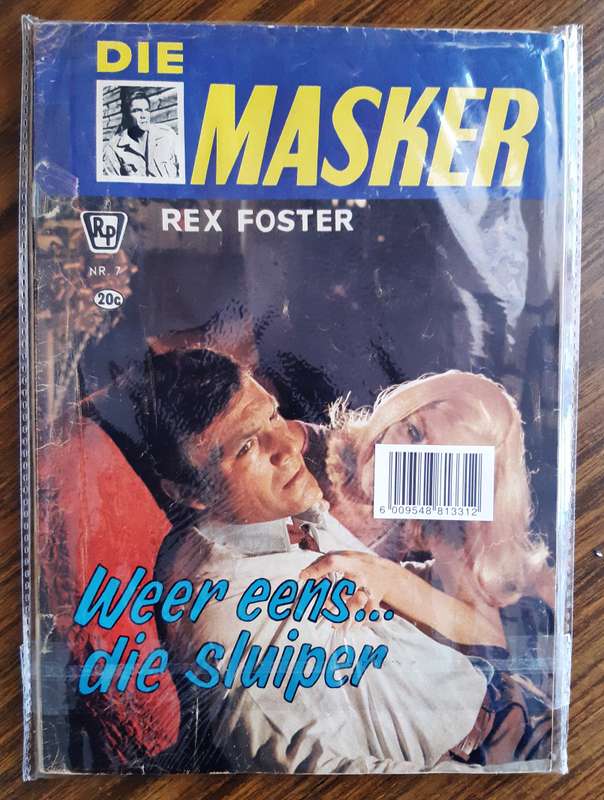 DIE
MASKER
REX FOSTER
RP
NR. 7
20c
6 009548 813312
Weer eens...
die sluiper